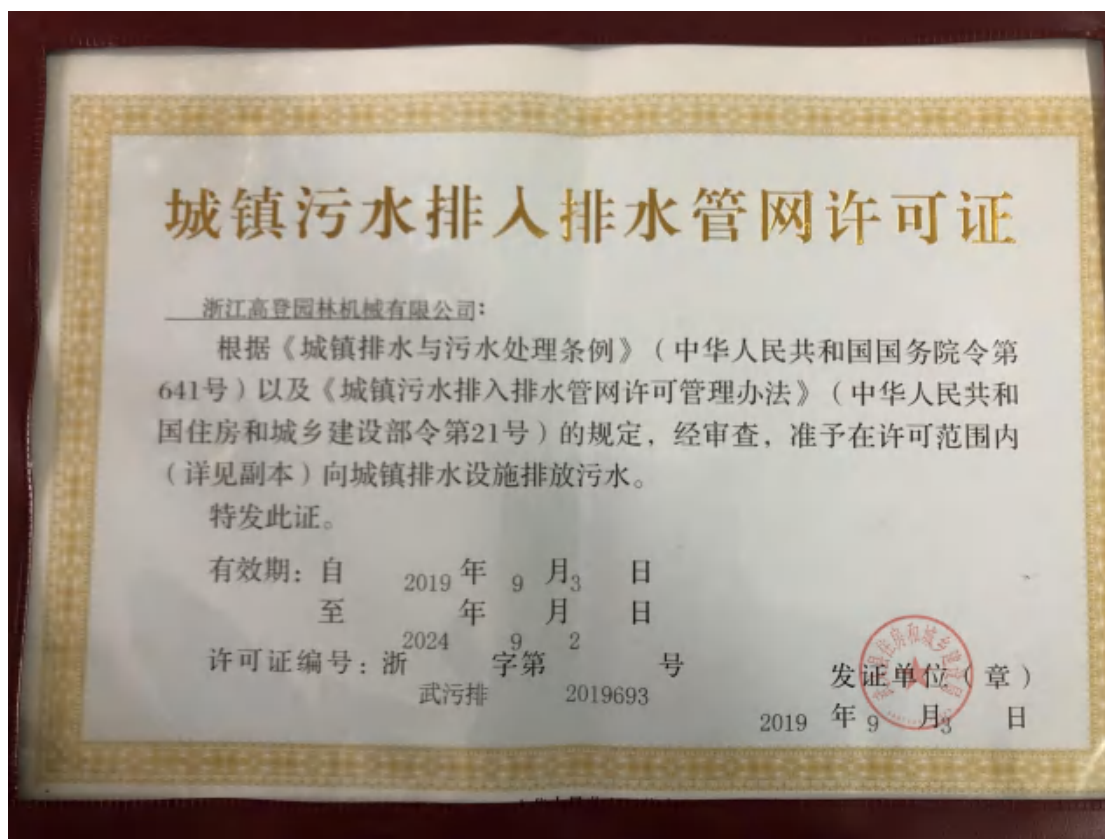 城镇污水排入排水管网许可证
浙江高登园林机械有限公司：
根据《城镇排水与污水处理条例》（中华人民共和国国务院令第
641号）以及《城镇污水排入排水管网许可管理办法》（中华人民共和
国住房和城乡建设部令第21号）的规定，经审查，准予在许可范围内
（详见副本）向城镇排水设施排放污水。
特发此证。
有效期：自 2019 年 9 月 3 日
至 2024 年 9 月 2 日
许可证编号：浙 武污排 字第 2019693 号
发证单位（章）
2019 年 9 月 3 日